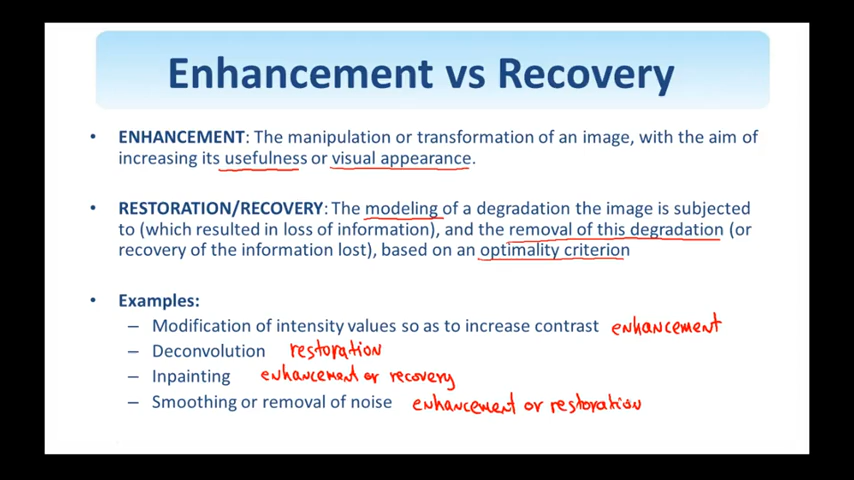 Enhancement vs Recovery
• ENHANCEMENT: The manipulation or transformation of an image, with the aim of
increasing its usefulness or visual appearance.
• RESTORATION/RECOVERY: The modeling of a degradation the image is subjected
to (which resulted in loss of information), and the removal of this degradation (or
recovery of the information lost), based on an optimality criterion
• Examples:
– Modification of intensity values so as to increase contrast enhancement
– Deconvolution restoration
– Inpainting enhancement or recovery
– Smoothing or removal of noise enhancement or restoration